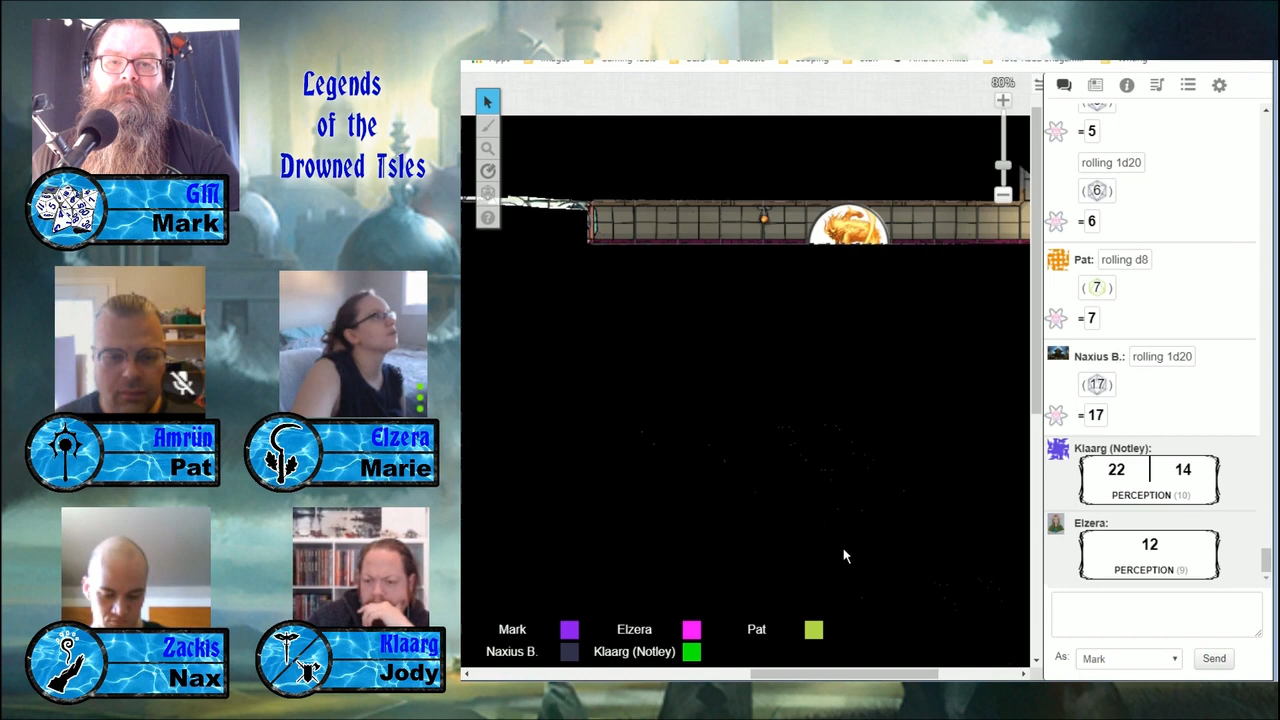 GM
Mark
Legends
of the
Drowned Isles
Amrün
Pat
Elzera
Marie
Zackis
Nax
Klaarg
Jody
80%
= 5
rolling 1d20
(6)
= 6
Pat: rolling d8
(7)
= 7
Naxius B.: rolling 1d20
(17)
= 17
Klaarg (Notley):
22 14
PERCEPTION (10)
Elzera:
12
PERCEPTION (9)
As: Mark Send
Mark Elzera Pat
Naxius B. Klaarg (Notley)